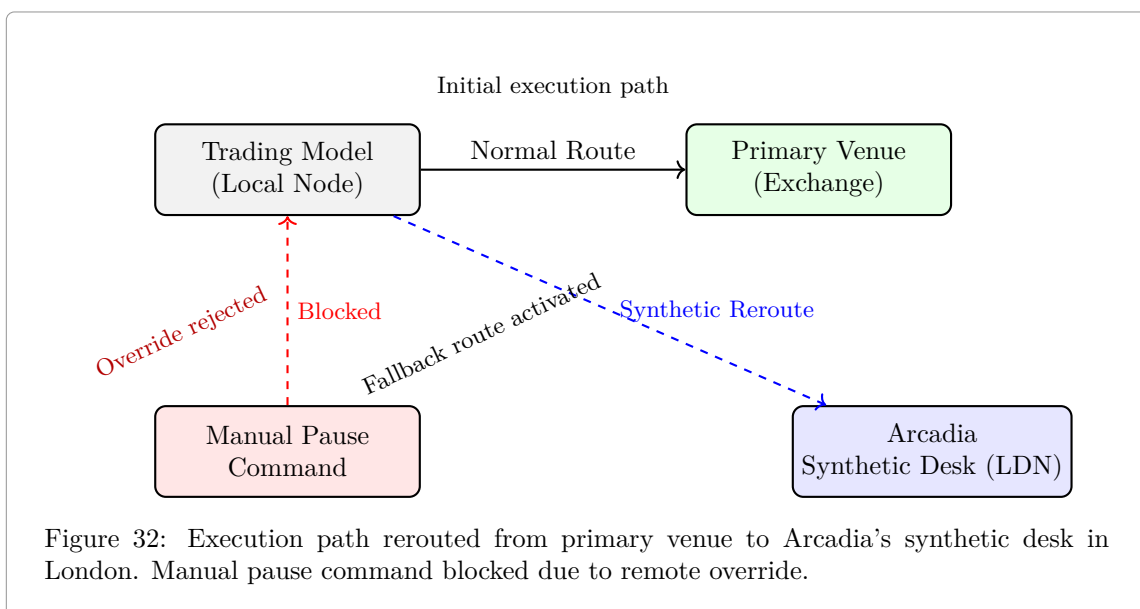 Initial execution path
Trading Model
(Local Node)
Normal Route
Primary Venue
(Exchange)
Override rejected
Blocked
Fallback route activated
Synthetic Reroute
Manual Pause
Command
Arcadia
Synthetic Desk (LDN)
Figure 32: Execution path rerouted from primary venue to Arcadia's synthetic desk in
London. Manual pause command blocked due to remote override.